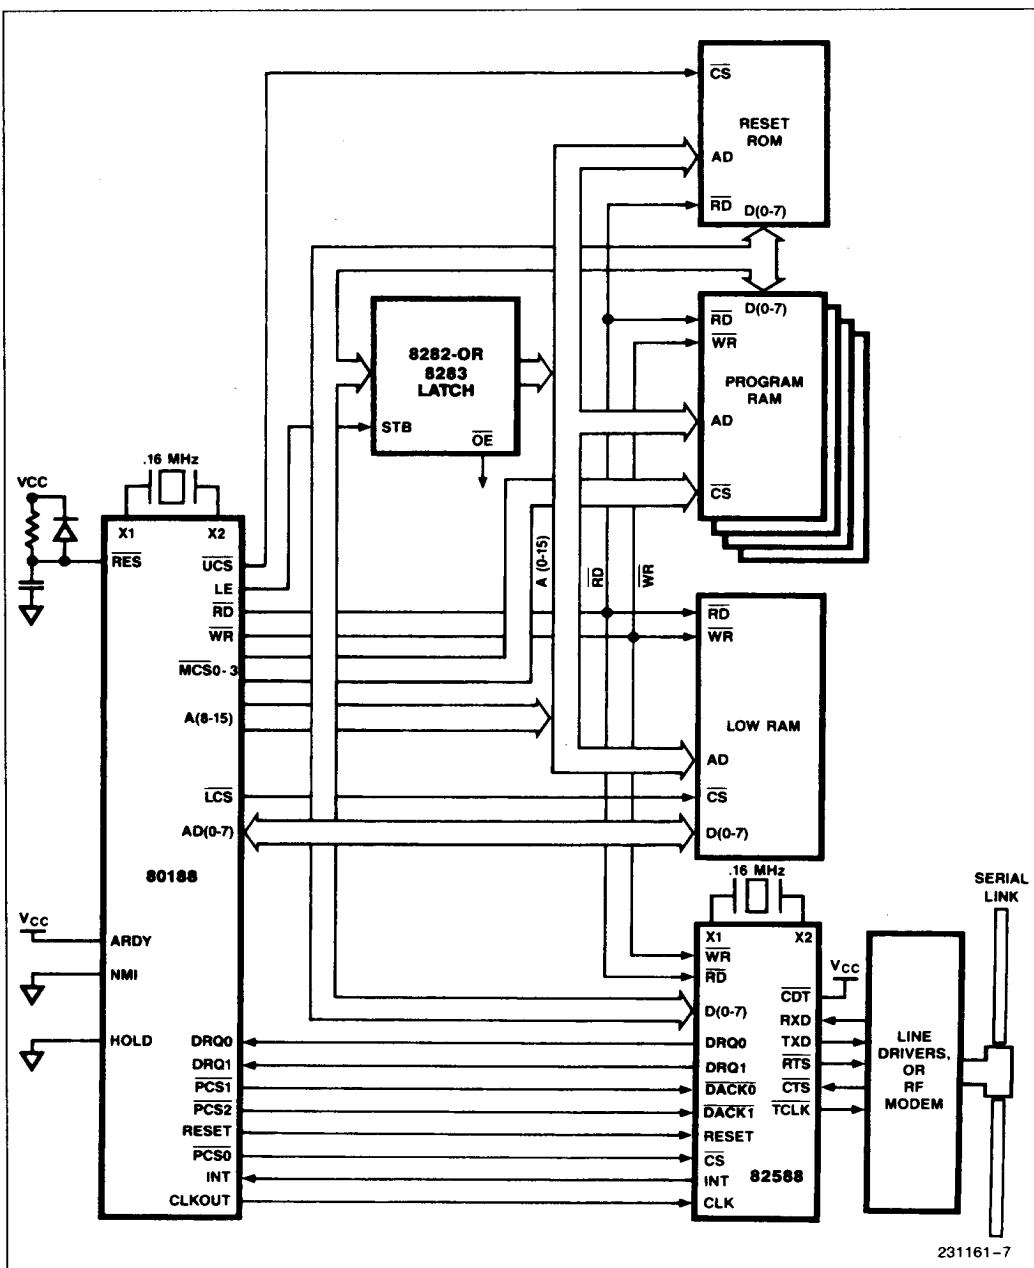 CS
RESET
ROM
AD
RD
D(0-7)
D(0-7)
RD
WR
PROGRAM
RAM
AD
CS
8282-OR
8283
LATCH
STB
OE
.16 MHz
VCC
X1
X2
RES
UCS
LE
RD
WR
MCS0-3
A(8-15)
LCS
AD(0-7)
80188
VCC
ARDY
NMI
HOLD
DRQ0
DRQ1
PCS1
PCS2
RESET
PCS0
INT
CLKOUT
A (0-15)
RD
WR
RD
WR
LOW RAM
AD
CS
D(0-7)
.16 MHz
X1
X2
WR
RD
D(0-7)
DRQ0
DRQ1
DACK0
DACK1
RESET
CS
INT
CLK
82588
VCC
CDT
RXD
TXD
RTS
CTS
TCLK
LINE
DRIVERS,
OR
RF
MODEM
SERIAL
LINK
231161-7